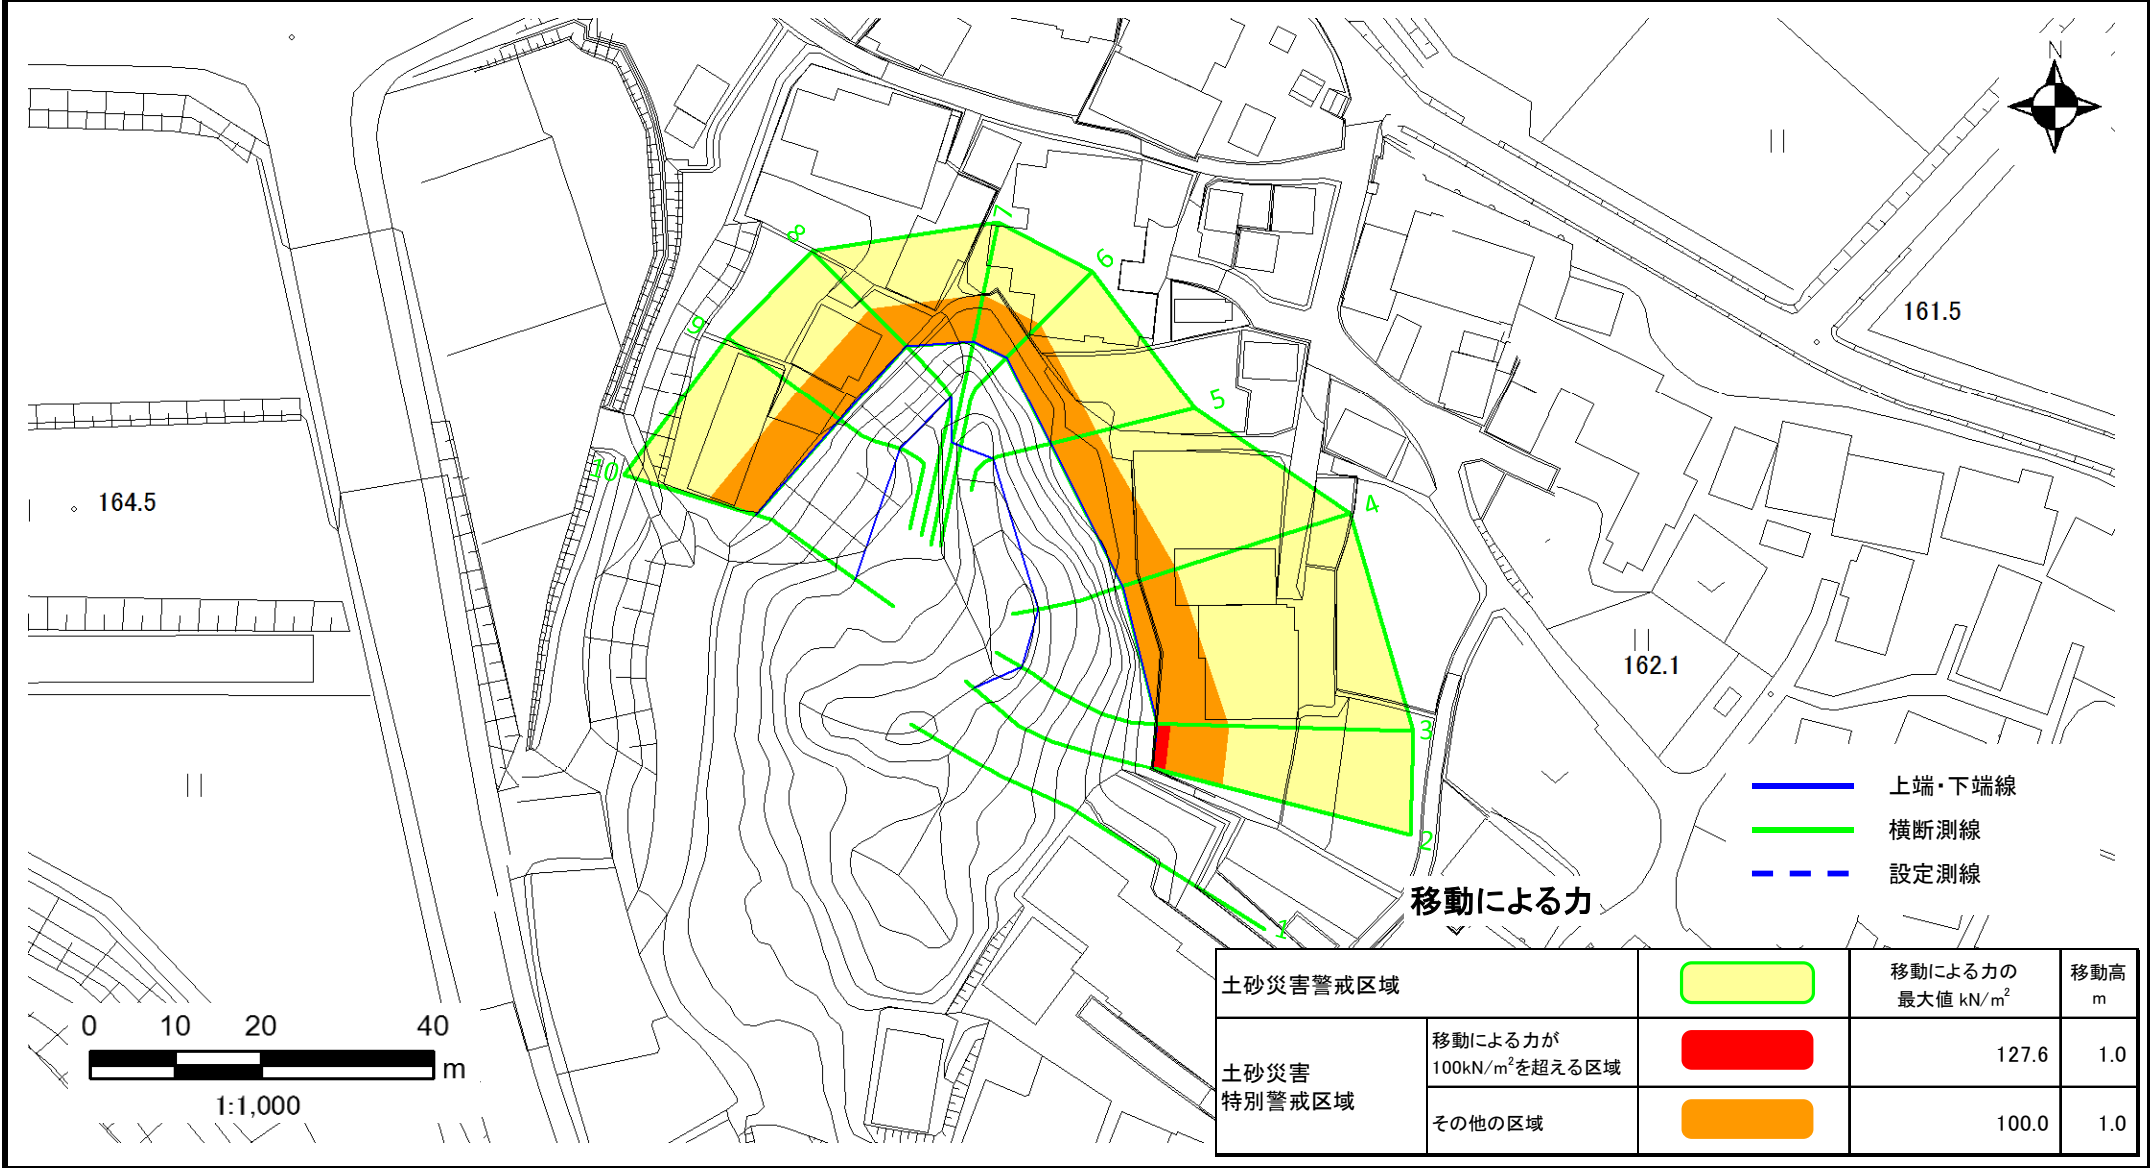 N
7
8
6
161.5
9
5
10
164.5
4
162.1
3
上端・下端線
横断測線
2
設定測線
移動による力
1
土砂災害警戒区域
移動による力の
最大値 kN/m²
移動高
m
土砂災害
特別警戒区域
移動による力が
100kN/m²を超える区域
127.6
1.0
その他の区域
100.0
1.0
0 10 20 40
m
1:1,000